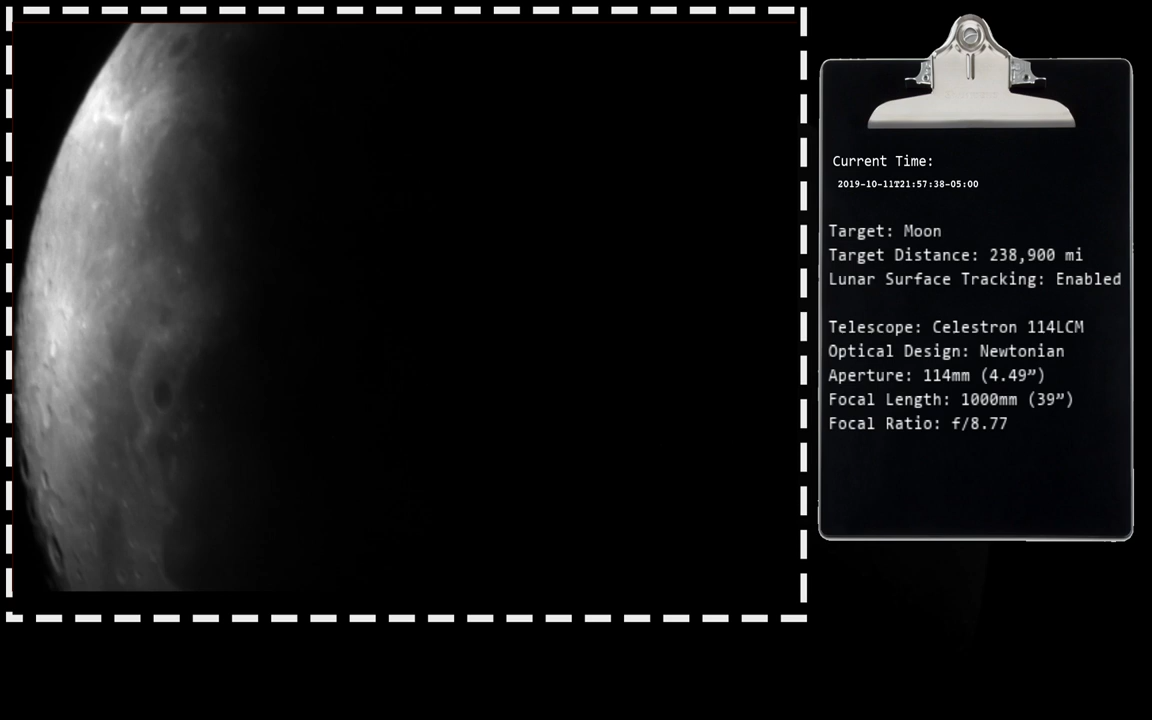 Current Time:
2019-10-11T21:57:38-05:00
Target: Moon
Target Distance: 238,900 mi
Lunar Surface Tracking: Enabled
Telescope: Celestron 114LCM
Optical Design: Newtonian
Aperture: 114mm (4.49”)
Focal Length: 1000mm (39”)
Focal Ratio: f/8.77